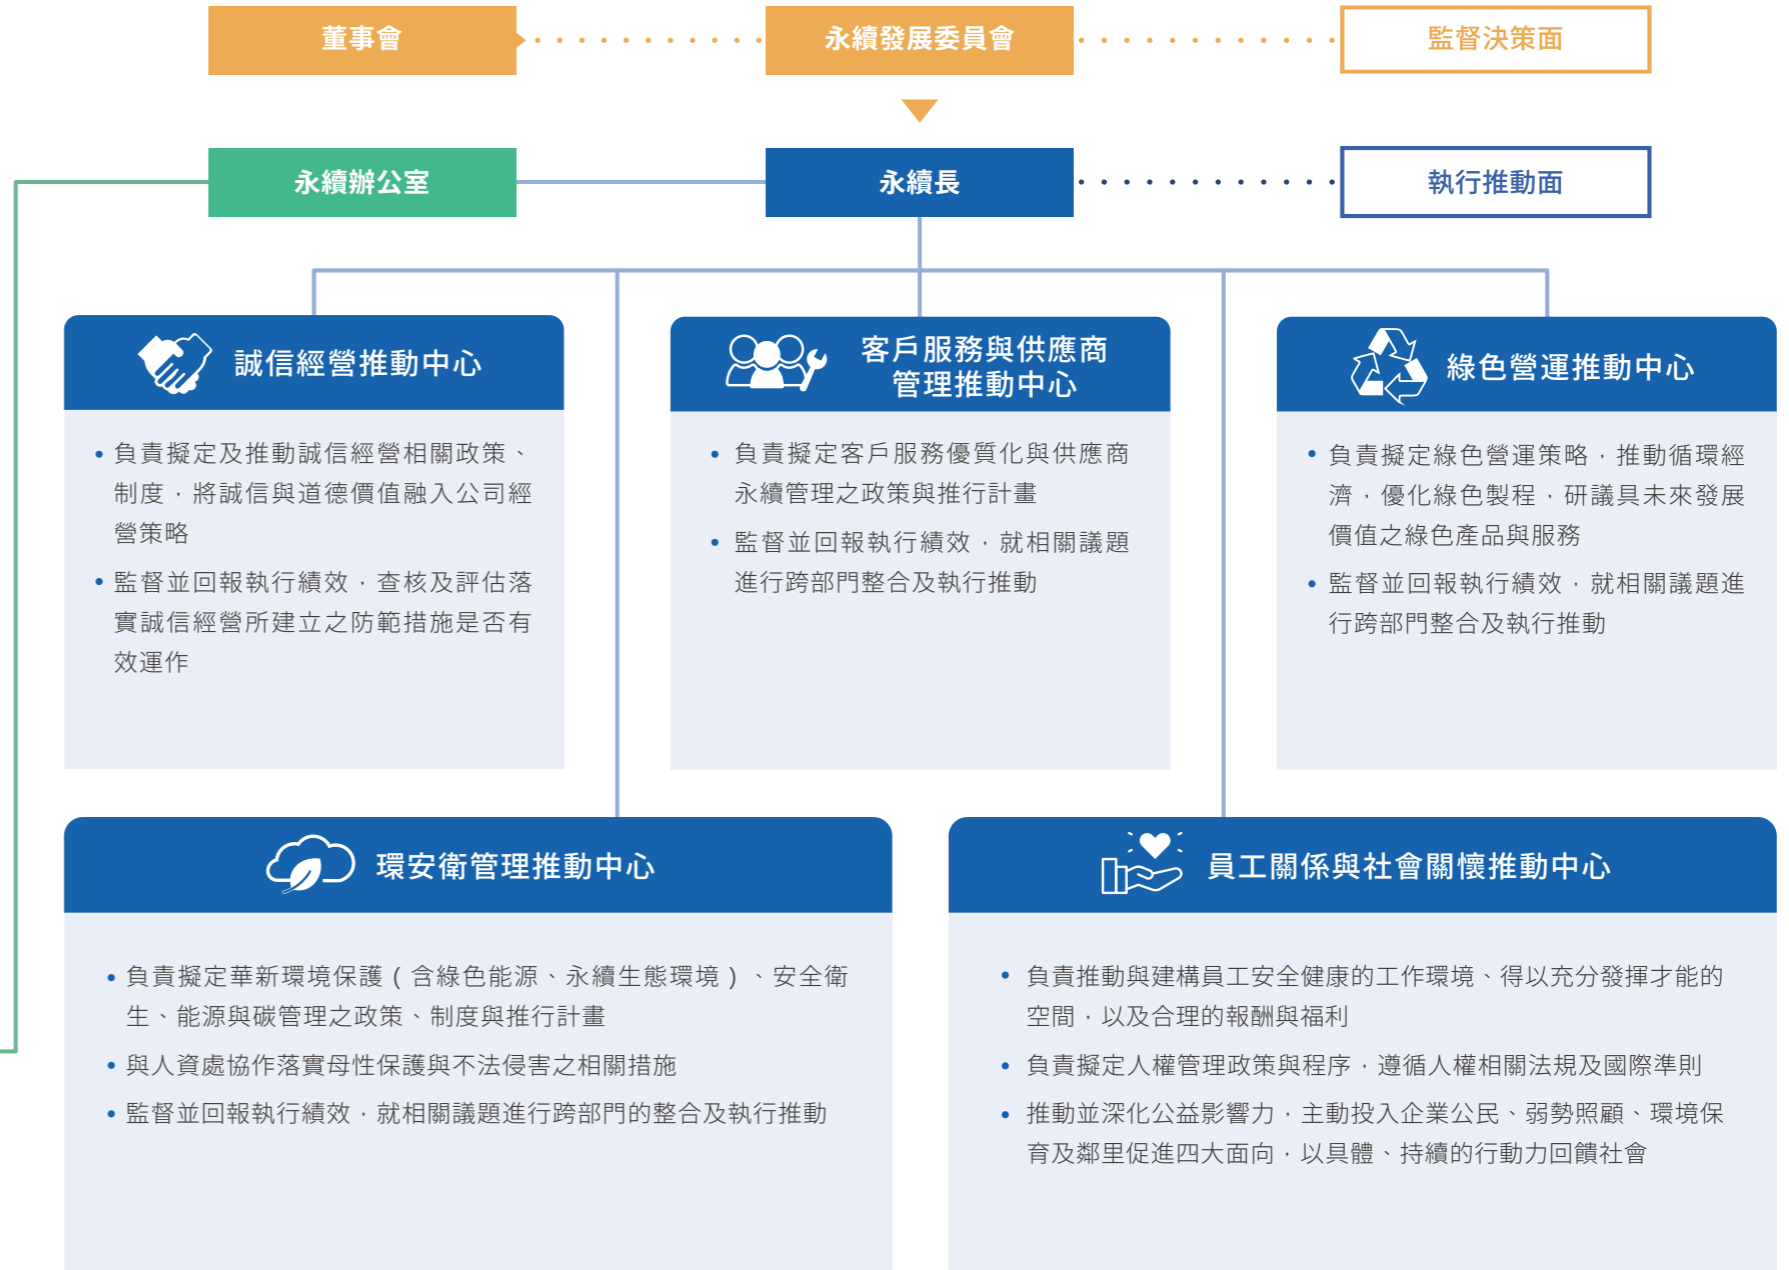 董事會
永續發展委員會
監督決策面
永續辦公室
永續長
執行推動面
誠信經營推動中心
• 負責擬定及推動誠信經營相關政策、
制度，將誠信與道德價值融入公司經
營策略
• 監督並回報執行績效，查核及評估落
實誠信經營所建立之防範措施是否有
效運作
客戶服務與供應商
管理推動中心
• 負責擬定客戶服務優質化與供應商
永續管理之政策與推行計畫
• 監督並回報執行績效，就相關議題
進行跨部門整合及執行推動
綠色營運推動中心
• 負責擬定綠色營運策略，推動循環經
濟，優化綠色製程，研議具未來發展
價值之綠色產品與服務
• 監督並回報執行績效，就相關議題進
行跨部門整合及執行推動
環安衛管理推動中心
• 負責擬定華新環境保護（含綠色能源、永續生態環境）、安全衛
生、能源與碳管理之政策、制度與推行計畫
• 與人資處協作落實母性保護與不法侵害之相關措施
• 監督並回報執行績效，就相關議題進行跨部門的整合及執行推動
員工關係與社會關懷推動中心
• 負責推動與建構員工安全健康的工作環境、得以充分發揮才能的
空間，以及合理的報酬與福利
• 負責擬定人權管理政策與程序，遵循人權相關法規及國際準則
• 推動並深化公益影響力，主動投入企業公民、弱勢照顧、環境保
育及鄰里促進四大面向，以具體、持續的行動力回饋社會